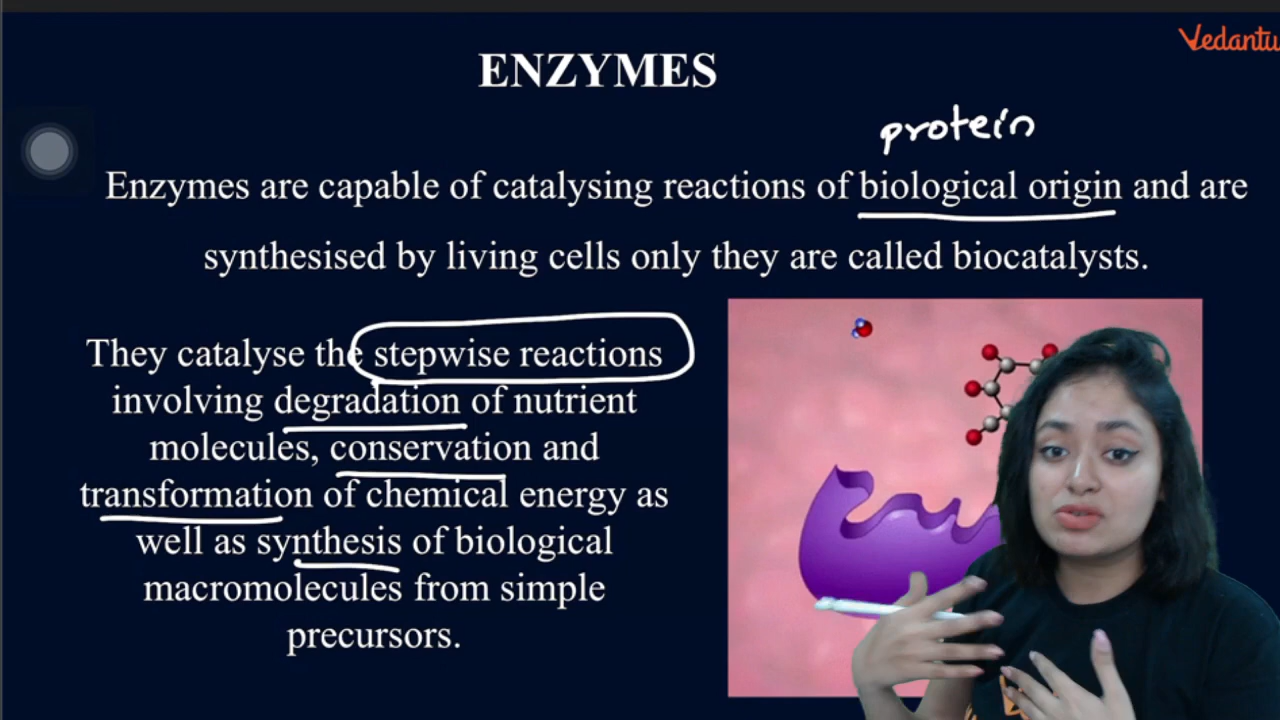 Vedantu
ENZYMES
protein
Enzymes are capable of catalysing reactions of biological origin and are
synthesised by living cells only they are called biocatalysts.
They catalyse the stepwise reactions
involving degradation of nutrient
molecules, conservation and
transformation of chemical energy as
well as synthesis of biological
macromolecules from simple
precursors.